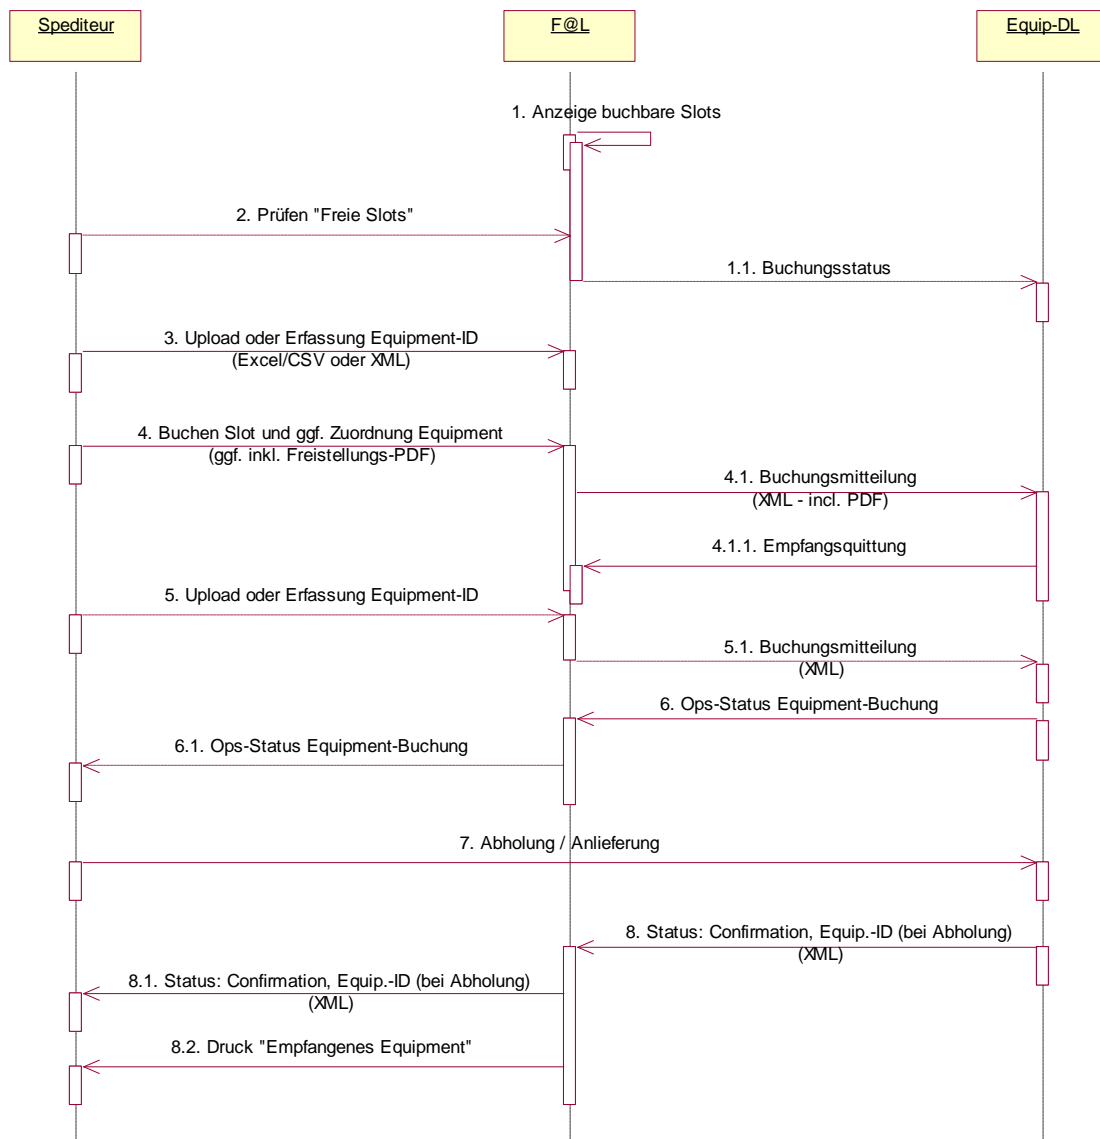 Spediteur
F@L
Equip-DL
1. Anzeige buchbare Slots
2. Prüfen "Freie Slots"
1.1. Buchungsstatus
3. Upload oder Erfassung Equipment-ID
(Excel/CSV oder XML)
4. Buchen Slot und ggf. Zuordnung Equipment
(ggf. inkl. Freistellungs-PDF)
4.1. Buchungsmitteilung
(XML - incl. PDF)
4.1.1. Empfangsquittung
5. Upload oder Erfassung Equipment-ID
5.1. Buchungsmitteilung
(XML)
6. Ops-Status Equipment-Buchung
6.1. Ops-Status Equipment-Buchung
7. Abholung / Anlieferung
8. Status: Confirmation, Equip.-ID (bei Abholung)
(XML)
8.1. Status: Confirmation, Equip.-ID (bei Abholung)
(XML)
8.2. Druck "Empfangenes Equipment"